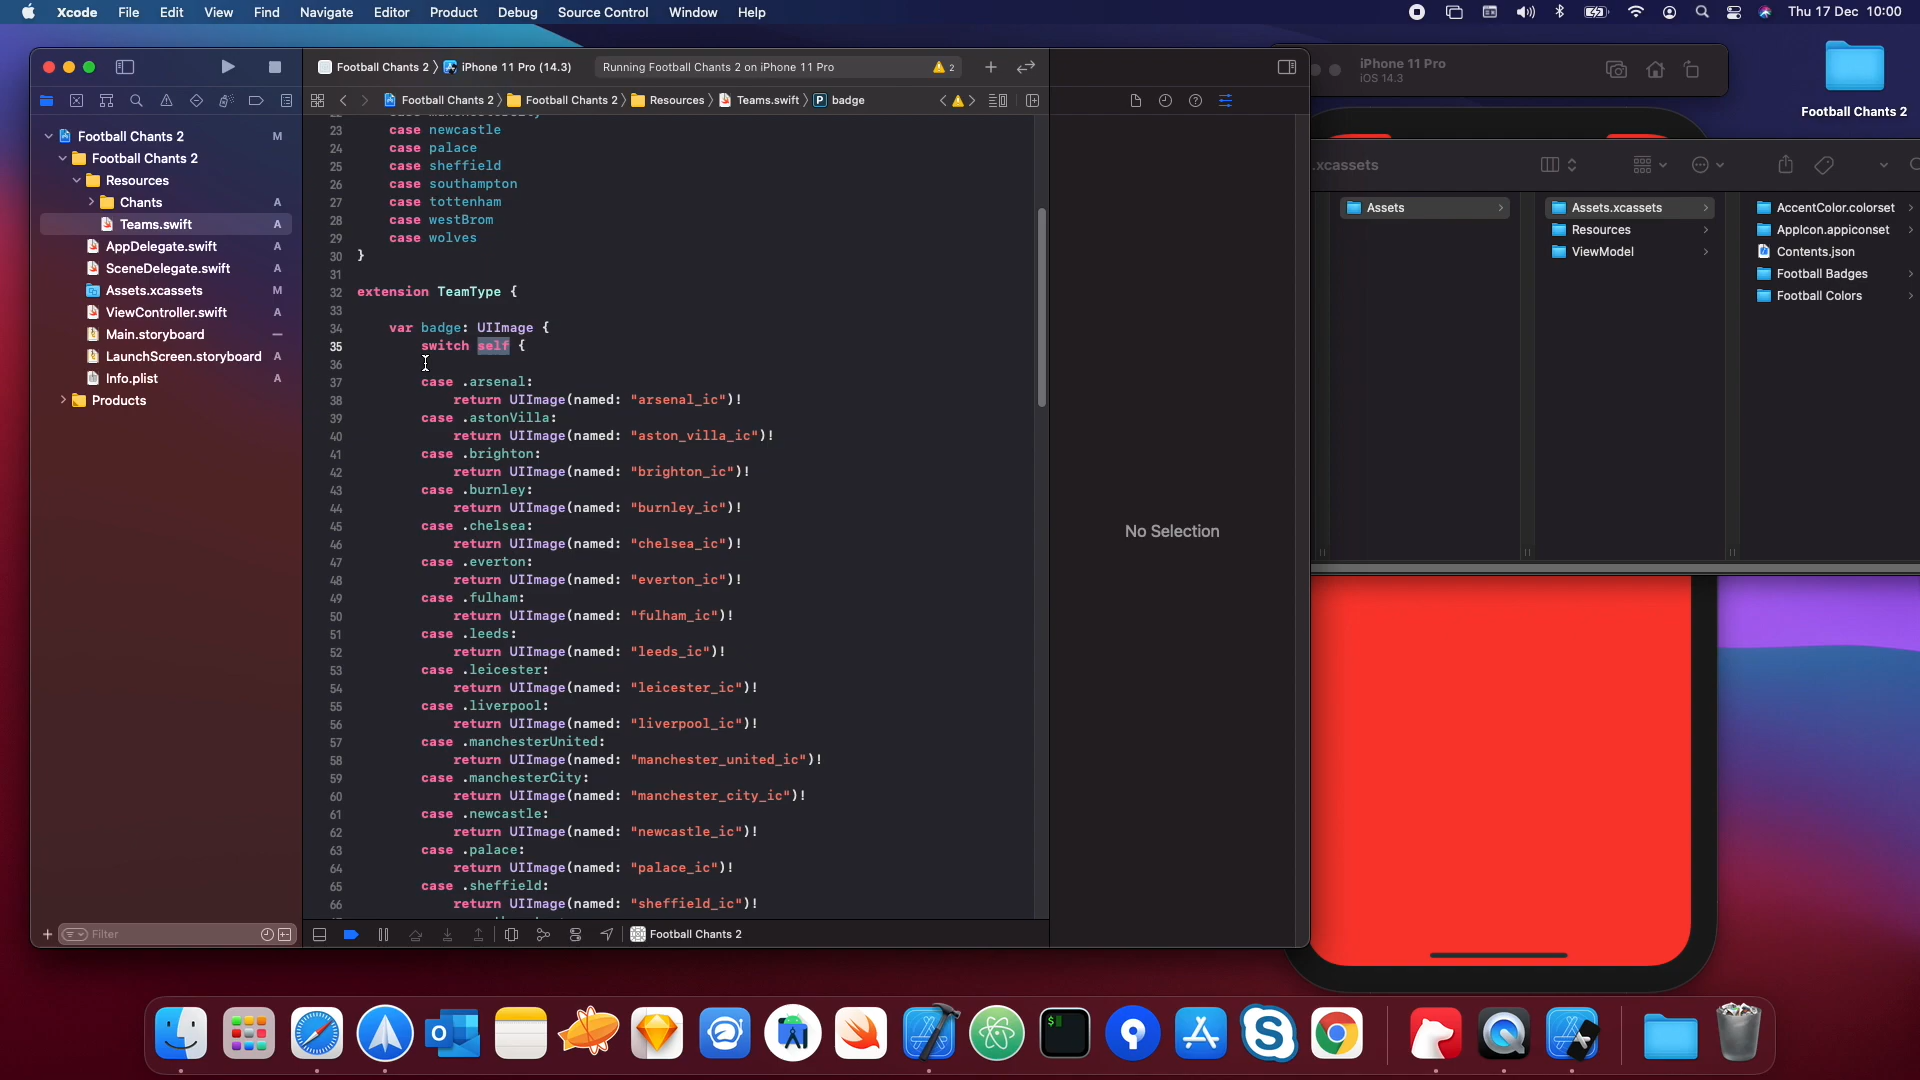 Xcode File Edit View Find Navigate Editor Product Debug Source Control Window Help
Thu 17 Dec 10:00
Football Chants 2 〉 iPhone 11 Pro (14.3)
Running Football Chants 2 on iPhone 11 Pro
2
iPhone 11 Pro
iOS 14.3
Football Chants 2
Football Chants 2 〉 Football Chants 2 〉 Resources 〉 Teams.swift 〉 P badge
Football Chants 2 M
Football Chants 2
Resources
Chants A
Teams.swift A
AppDelegate.swift A
SceneDelegate.swift A
Assets.xcassets M
ViewController.swift A
Main.storyboard —
LaunchScreen.storyboard A
Info.plist A
Products
Filter
23 case newcastle
24 case palace
25 case sheffield
26 case southampton
27 case tottenham
28 case westBrom
29 case wolves
30 }
31
32 extension TeamType {
33
34 var badge: UIImage {
35 switch self {
36
37 case .arsenal:
38 return UIImage(named: "arsenal_ic")!
39 case .astonVilla:
40 return UIImage(named: "aston_villa_ic")!
41 case .brighton:
42 return UIImage(named: "brighton_ic")!
43 case .burnley:
44 return UIImage(named: "burnley_ic")!
45 case .chelsea:
46 return UIImage(named: "chelsea_ic")!
47 case .everton:
48 return UIImage(named: "everton_ic")!
49 case .fulham:
50 return UIImage(named: "fulham_ic")!
51 case .leeds:
52 return UIImage(named: "leeds_ic")!
53 case .leicester:
54 return UIImage(named: "leicester_ic")!
55 case .liverpool:
56 return UIImage(named: "liverpool_ic")!
57 case .manchesterUnited:
58 return UIImage(named: "manchester_united_ic")!
59 case .manchesterCity:
60 return UIImage(named: "manchester_city_ic")!
61 case .newcastle:
62 return UIImage(named: "newcastle_ic")!
63 case .palace:
64 return UIImage(named: "palace_ic")!
65 case .sheffield:
66 return UIImage(named: "sheffield_ic")!
Football Chants 2
No Selection
.xcassets
Assets
Assets.xcassets
Resources
ViewModel
AccentColor.colorset
AppIcon.appiconset
Contents.json
Football Badges
Football Colors